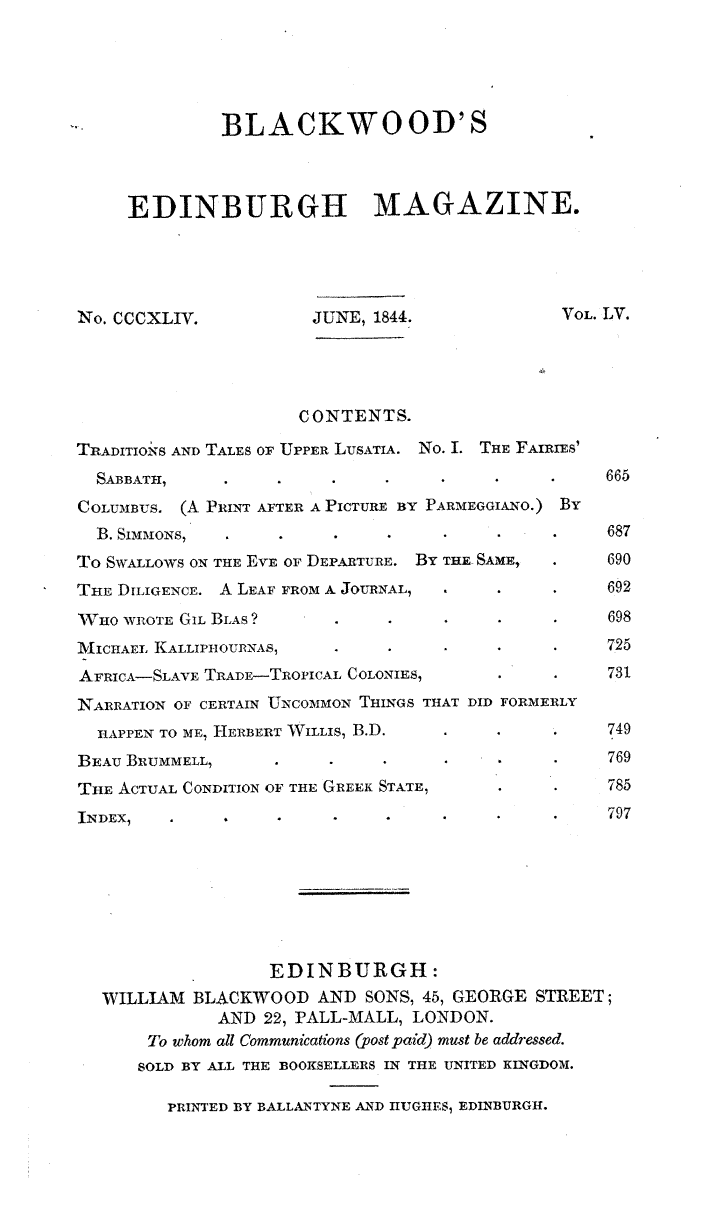 BLACKWOOD'S
EDINBURGH MAGAZINE.
No. CCCXLIV. JUNE, 1844. VOL. LV.
CONTENTS.
TRADITIONS AND TALES OF UPPER LUSATIA. No. I. THE FAIRIES'
SABBATH, . . . . . . . 665
COLUMBUS. (A PRINT AFTER A PICTURE BY PARMEGGIANO.) BY
B. SIMMONS, . . . . . . . 687
TO SWALLOWS ON THE EVE OF DEPARTURE. BY THE SAME, . 690
THE DILIGENCE. A LEAF FROM A JOURNAL, . . . 692
WHO WROTE GIL BLAS? . . . . . 698
MICHAEL KALLIPHOURNAS, . . . . . 725
AFRICA—SLAVE TRADE—TROPICAL COLONIES, . . 731
NARRATION OF CERTAIN UNCOMMON THINGS THAT DID FORMERLY
HAPPEN TO ME, HERBERT WILLIS, B.D. . . . 749
BEAU BRUMMELL, . . . . . . 769
THE ACTUAL CONDITION OF THE GREEK STATE, . . 785
INDEX, . . . . . . . . 797
EDINBURGH:
WILLIAM BLACKWOOD AND SONS, 45, GEORGE STREET;
AND 22, PALL-MALL, LONDON.
To whom all Communications (post paid) must be addressed.
SOLD BY ALL THE BOOKSELLERS IN THE UNITED KINGDOM.
PRINTED BY BALLANTYNE AND HUGHES, EDINBURGH.